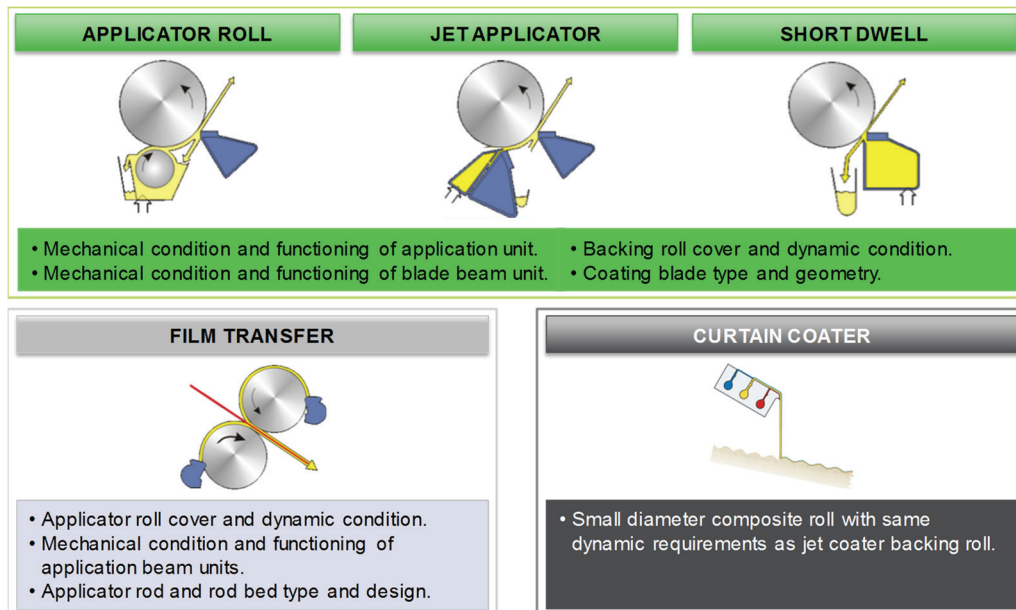 APPLICATOR ROLL
JET APPLICATOR
SHORT DWELL
• Mechanical condition and functioning of application unit.
• Mechanical condition and functioning of blade beam unit.
• Backing roll cover and dynamic condition.
• Coating blade type and geometry.
FILM TRANSFER
• Applicator roll cover and dynamic condition.
• Mechanical condition and functioning of
application beam units.
• Applicator rod and rod bed type and design.
CURTAIN COATER
• Small diameter composite roll with same
dynamic requirements as jet coater backing roll.